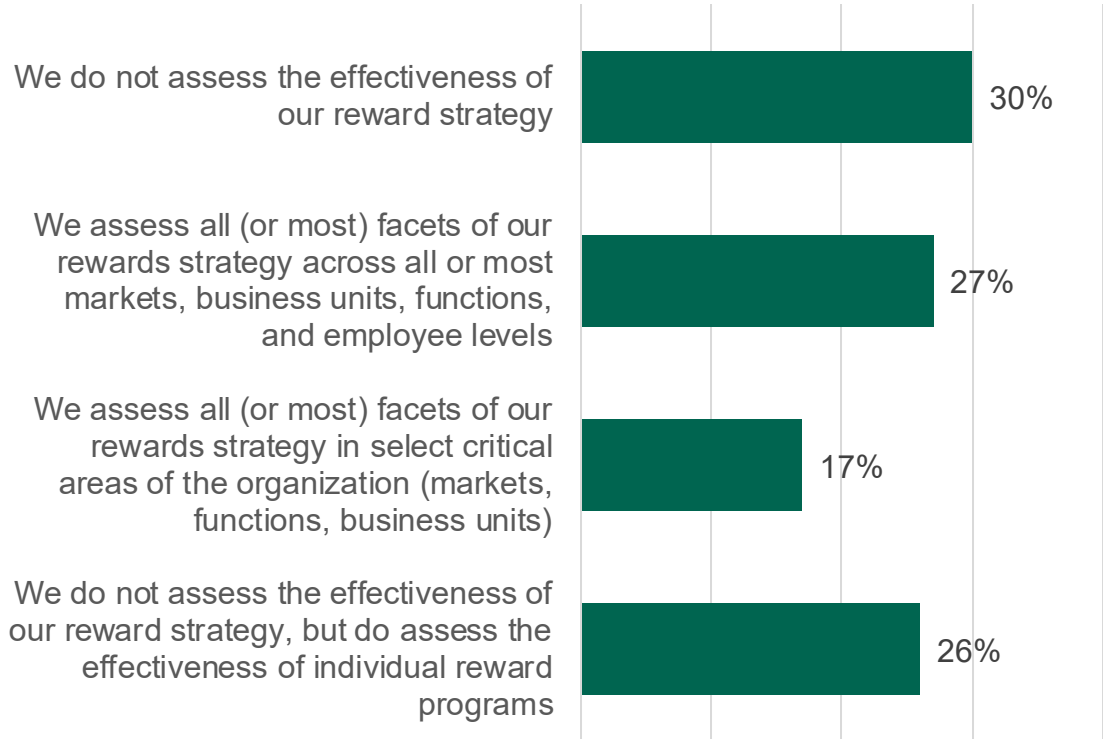 We do not assess the effectiveness of
our reward strategy
30%
We assess all (or most) facets of our
rewards strategy across all or most
markets, business units, functions,
and employee levels
27%
We assess all (or most) facets of our
rewards strategy in select critical
areas of the organization (markets,
functions, business units)
17%
We do not assess the effectiveness of
our reward strategy, but do assess the
effectiveness of individual reward
programs
26%